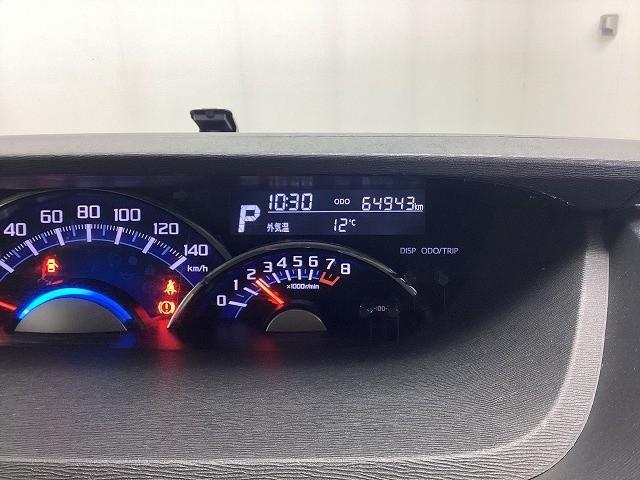 10:30 ODO 64943km
P
外気温 12℃
DISP ODO/TRIP
40 60 80 100 120 140
km/h
0 1 2 3 4 5 6 7 8
×1000r/min